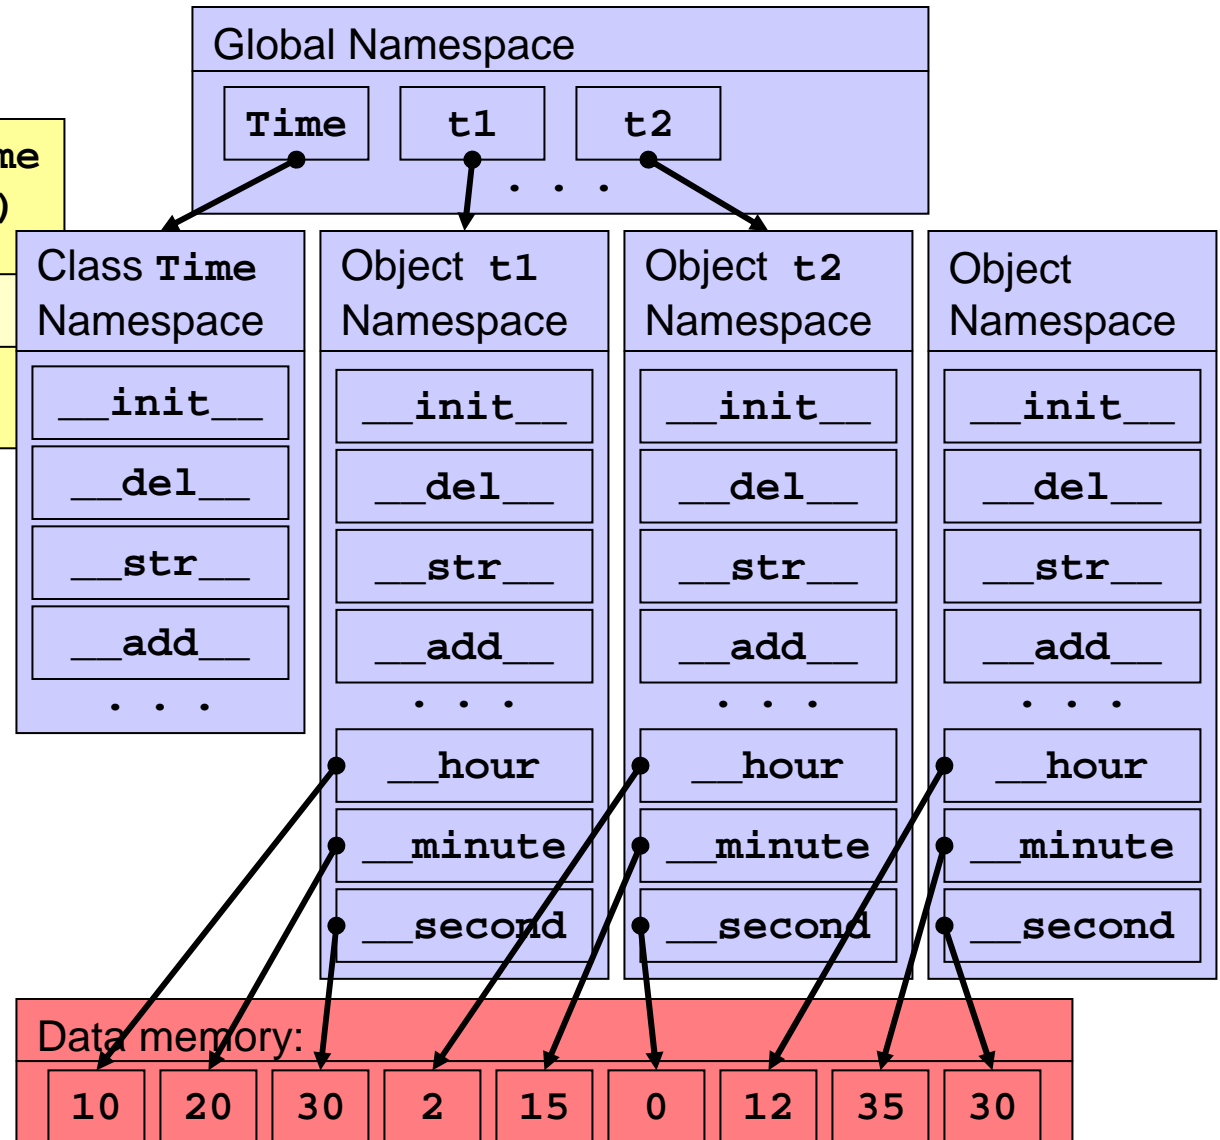 Global Namespace
Time t1 t2
. . .
me
)
Class Time
Namespace
__init__
__del__
__str__
__add__
. . .
Object t1
Namespace
__init__
__del__
__str__
__add__
. . .
__hour
__minute
__second
Object t2
Namespace
__init__
__del__
__str__
__add__
. . .
__hour
__minute
__second
Object
Namespace
__init__
__del__
__str__
__add__
. . .
__hour
__minute
__second
Data memory:
10 20 30 2 15 0 12 35 30